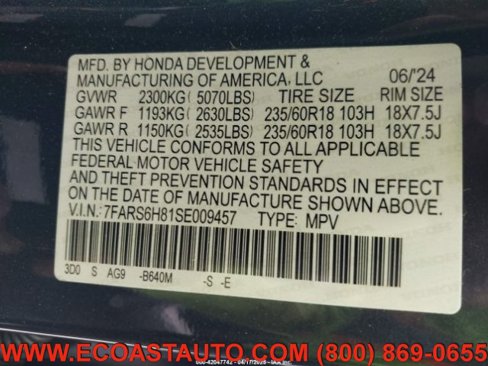 MFD. BY HONDA DEVELOPMENT &
MANUFACTURING OF AMERICA, LLC 06/'24
GVWR 2300KG (5070LBS) TIRE SIZE RIM SIZE
GAWR F 1193KG (2630LBS) 235/60R18 103H 18X7.5J
GAWR R 1150KG (2535LBS) 235/60R18 103H 18X7.5J
THIS VEHICLE CONFORMS TO ALL APPLICABLE
FEDERAL MOTOR VEHICLE SAFETY
AND THEFT PREVENTION STANDARDS IN EFFECT
ON THE DATE OF MANUFACTURE SHOWN ABOVE.
V.I.N.: 7FARS6H81SE009457 TYPE: MPV
3D0 S AG9 -B640M -S -E
WWW.ECOASTAUTO.COM (800) 869-0655